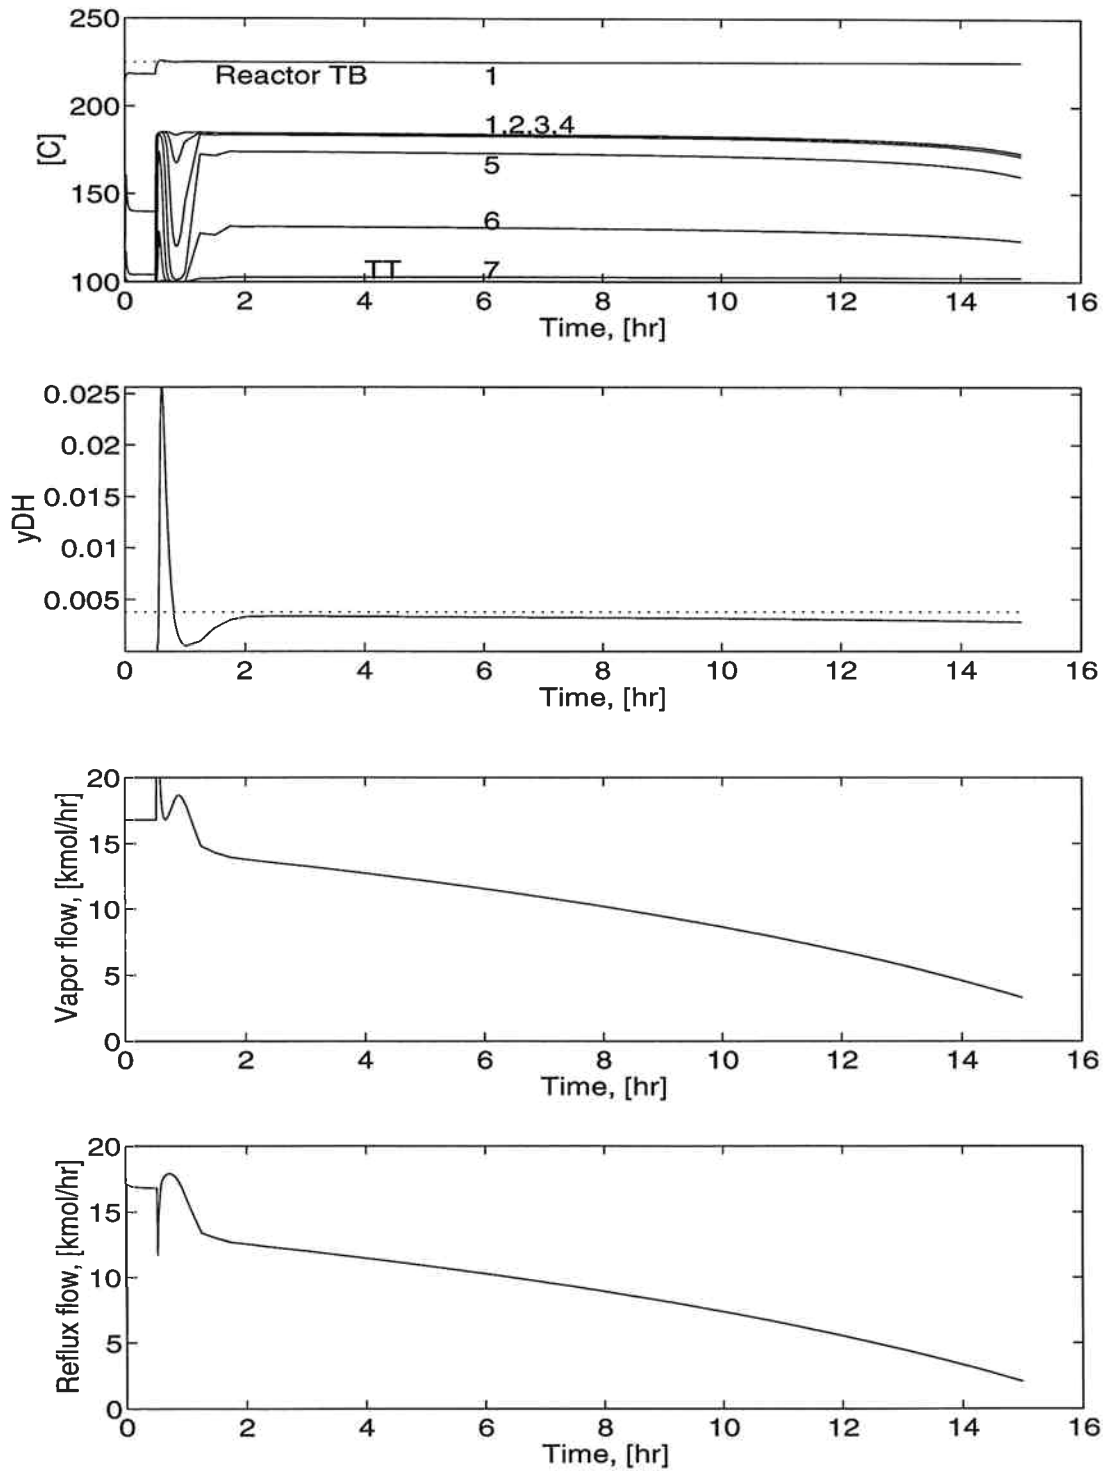 250
200
150
100
[C]
Reactor TB
1
1,2,3,4
5
6
TT
7
0 2 4 6 8 10 12 14 16
Time, [hr]
0.025
0.02
0.015
0.01
0.005
yDH
0 2 4 6 8 10 12 14 16
Time, [hr]
20
15
10
5
0
Vapor flow, [kmol/hr]
0 2 4 6 8 10 12 14 16
Time, [hr]
20
15
10
5
0
Reflux flow, [kmol/hr]
0 2 4 6 8 10 12 14 16
Time, [hr]